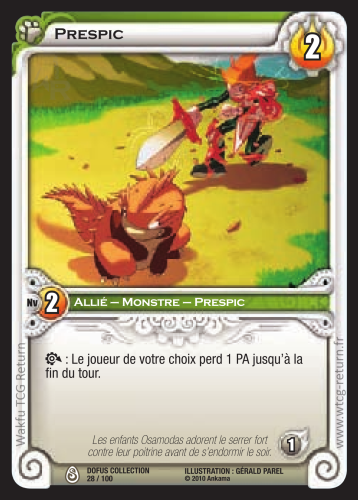 Prespic
2
Nv 2 Allié – Monstre – Prespic
: Le joueur de votre choix perd 1 PA jusqu'à la
fin du tour.
Les enfants Osamodas adorent le serrer fort
contre leur poitrine avant de s'endormir le soir.
1
DOFUS COLLECTION
28 / 100
ILLUSTRATION : GÉRALD PAREL
© 2010 Ankama
Wakfu TCG Return
www.wtcg-return.fr